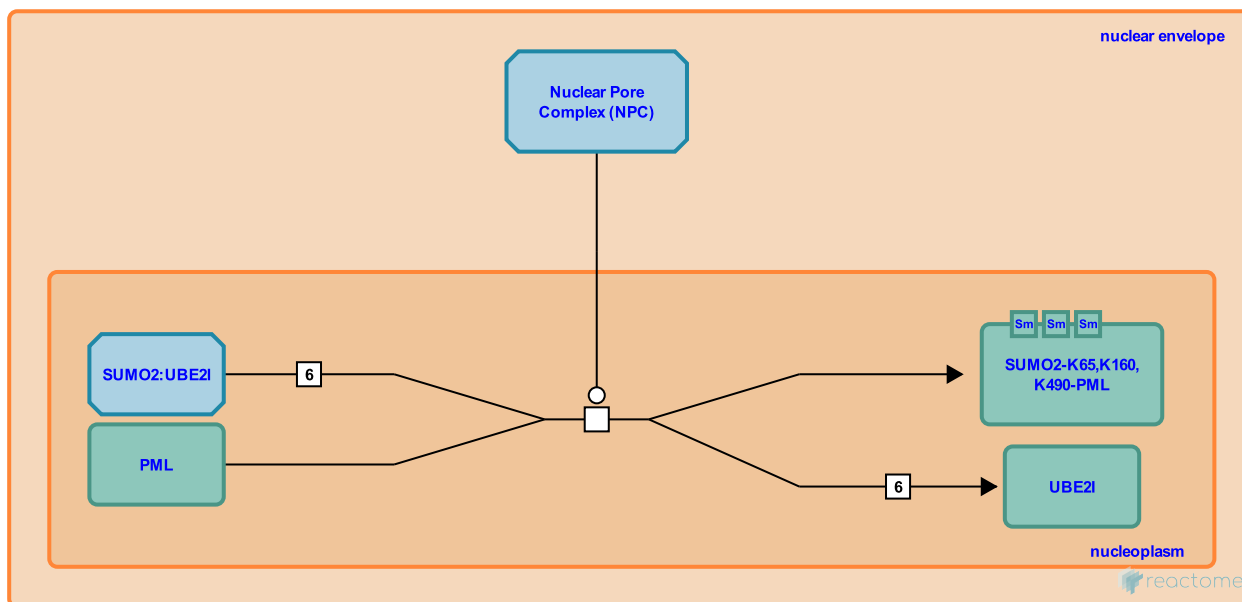 nuclear envelope
Nuclear Pore
Complex (NPC)
SUMO2:UBE2I
6
PML
Sm Sm Sm
SUMO2-K65,K160,
K490-PML
6
UBE2I
nucleoplasm
reactome